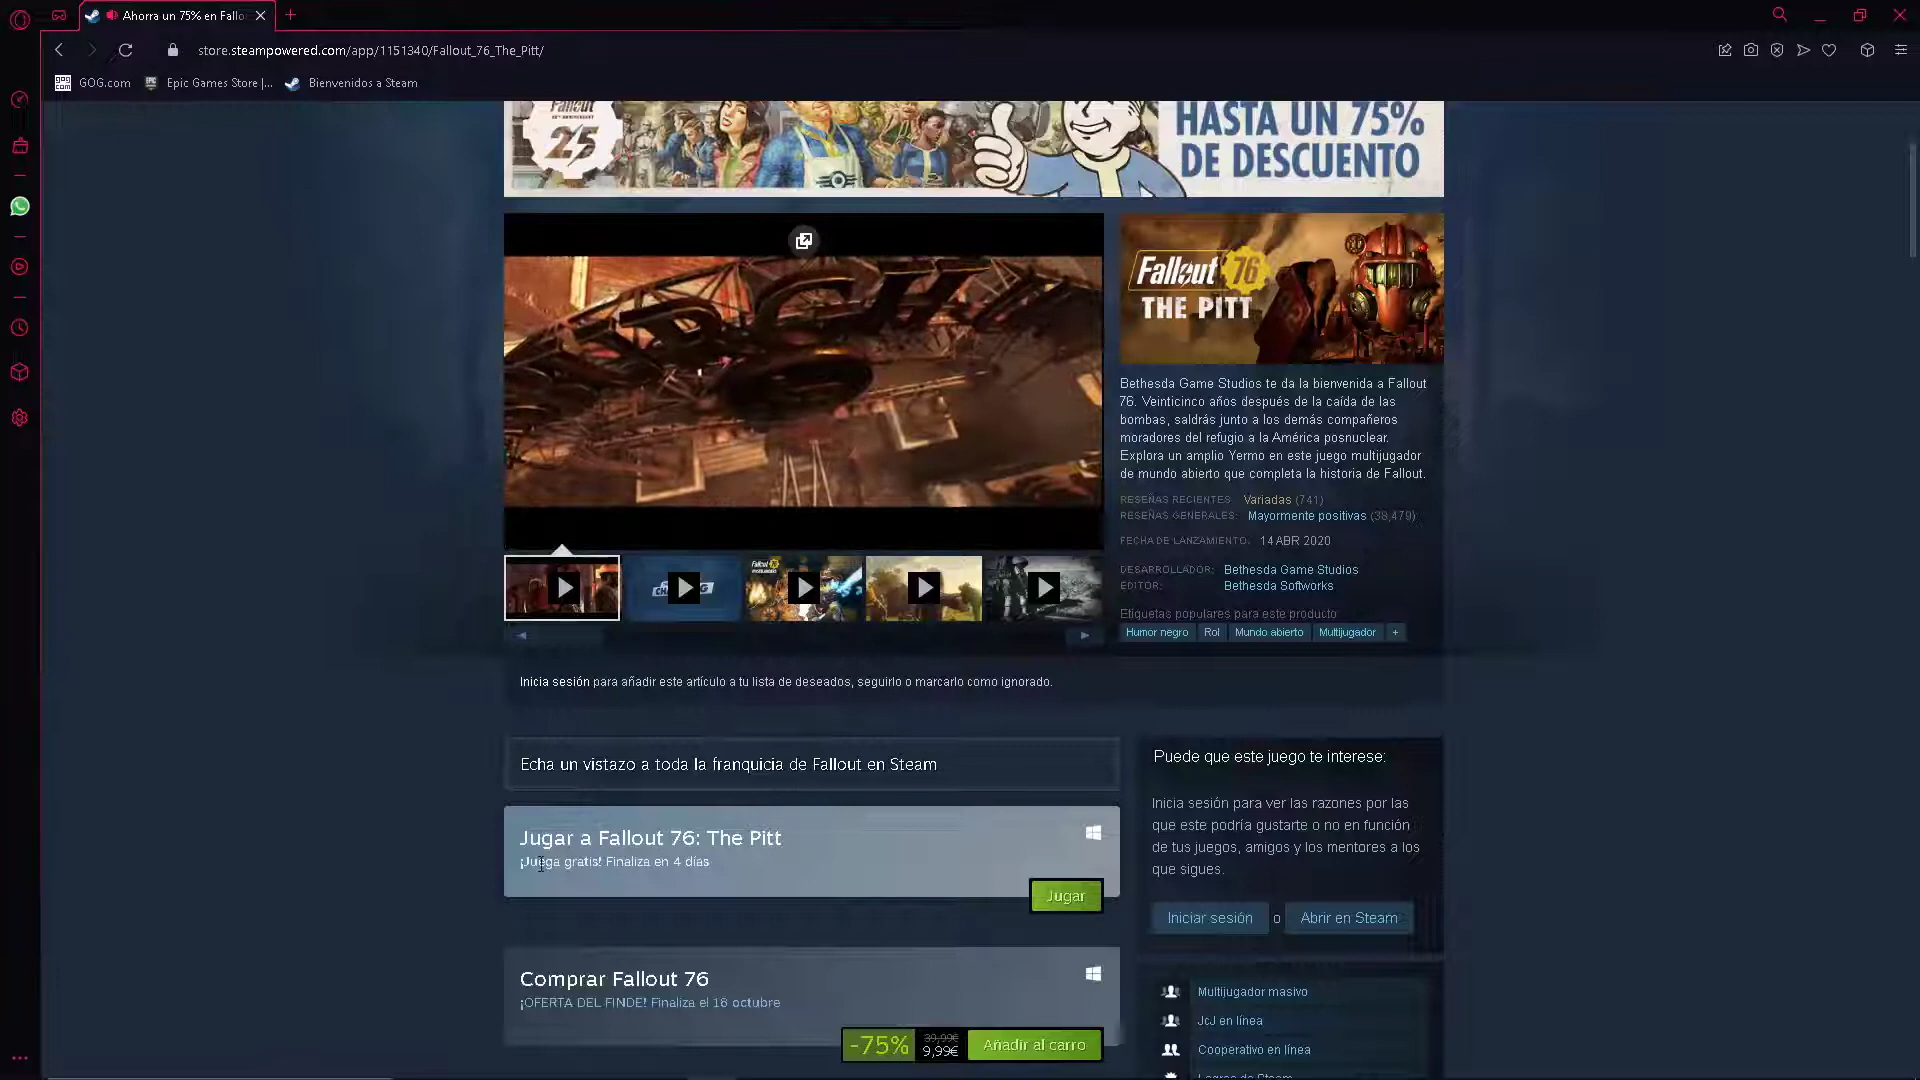 Ahorra un 75% en Fallo
store.steampowered.com/app/1151340/Fallout_76_The_Pitt/
GOG.com
Epic Games Store |...
Bienvenidos a Steam
Fallout
25
HASTA UN 75%
DE DESCUENTO
Fallout 76
THE PITT
Bethesda Game Studios te da la bienvenida a Fallout
76. Veinticinco años después de la caída de las
bombas, saldrás junto a los demás compañeros
moradores del refugio a la América posnuclear.
Explora un amplio Yermo en este juego multijugador
de mundo abierto que completa la historia de Fallout.
RESEÑAS RECIENTES: Variadas (741)
RESEÑAS GENERALES: Mayormente positivas (38,479)
FECHA DE LANZAMIENTO: 14 ABR 2020
DESARROLLADOR: Bethesda Game Studios
EDITOR: Bethesda Softworks
Etiquetas populares para este producto
Humor negro
Rol
Mundo abierto
Multijugador
+
Inicia sesión para añadir este artículo a tu lista de deseados, seguirlo o marcarlo como ignorado.
Echa un vistazo a toda la franquicia de Fallout en Steam
Jugar a Fallout 76: The Pitt
¡Juega gratis! Finaliza en 4 días
Jugar
Comprar Fallout 76
¡OFERTA DEL FINDE! Finaliza el 16 octubre
-75%
39,99€
9,99€
Añadir al carro
Puede que este juego te interese:
Inicia sesión para ver las razones por las
que este podría gustarte o no en función
de tus juegos, amigos y los mentores a los
que sigues.
Iniciar sesión
o
Abrir en Steam
Multijugador masivo
JcJ en línea
Cooperativo en línea
Logros de Steam